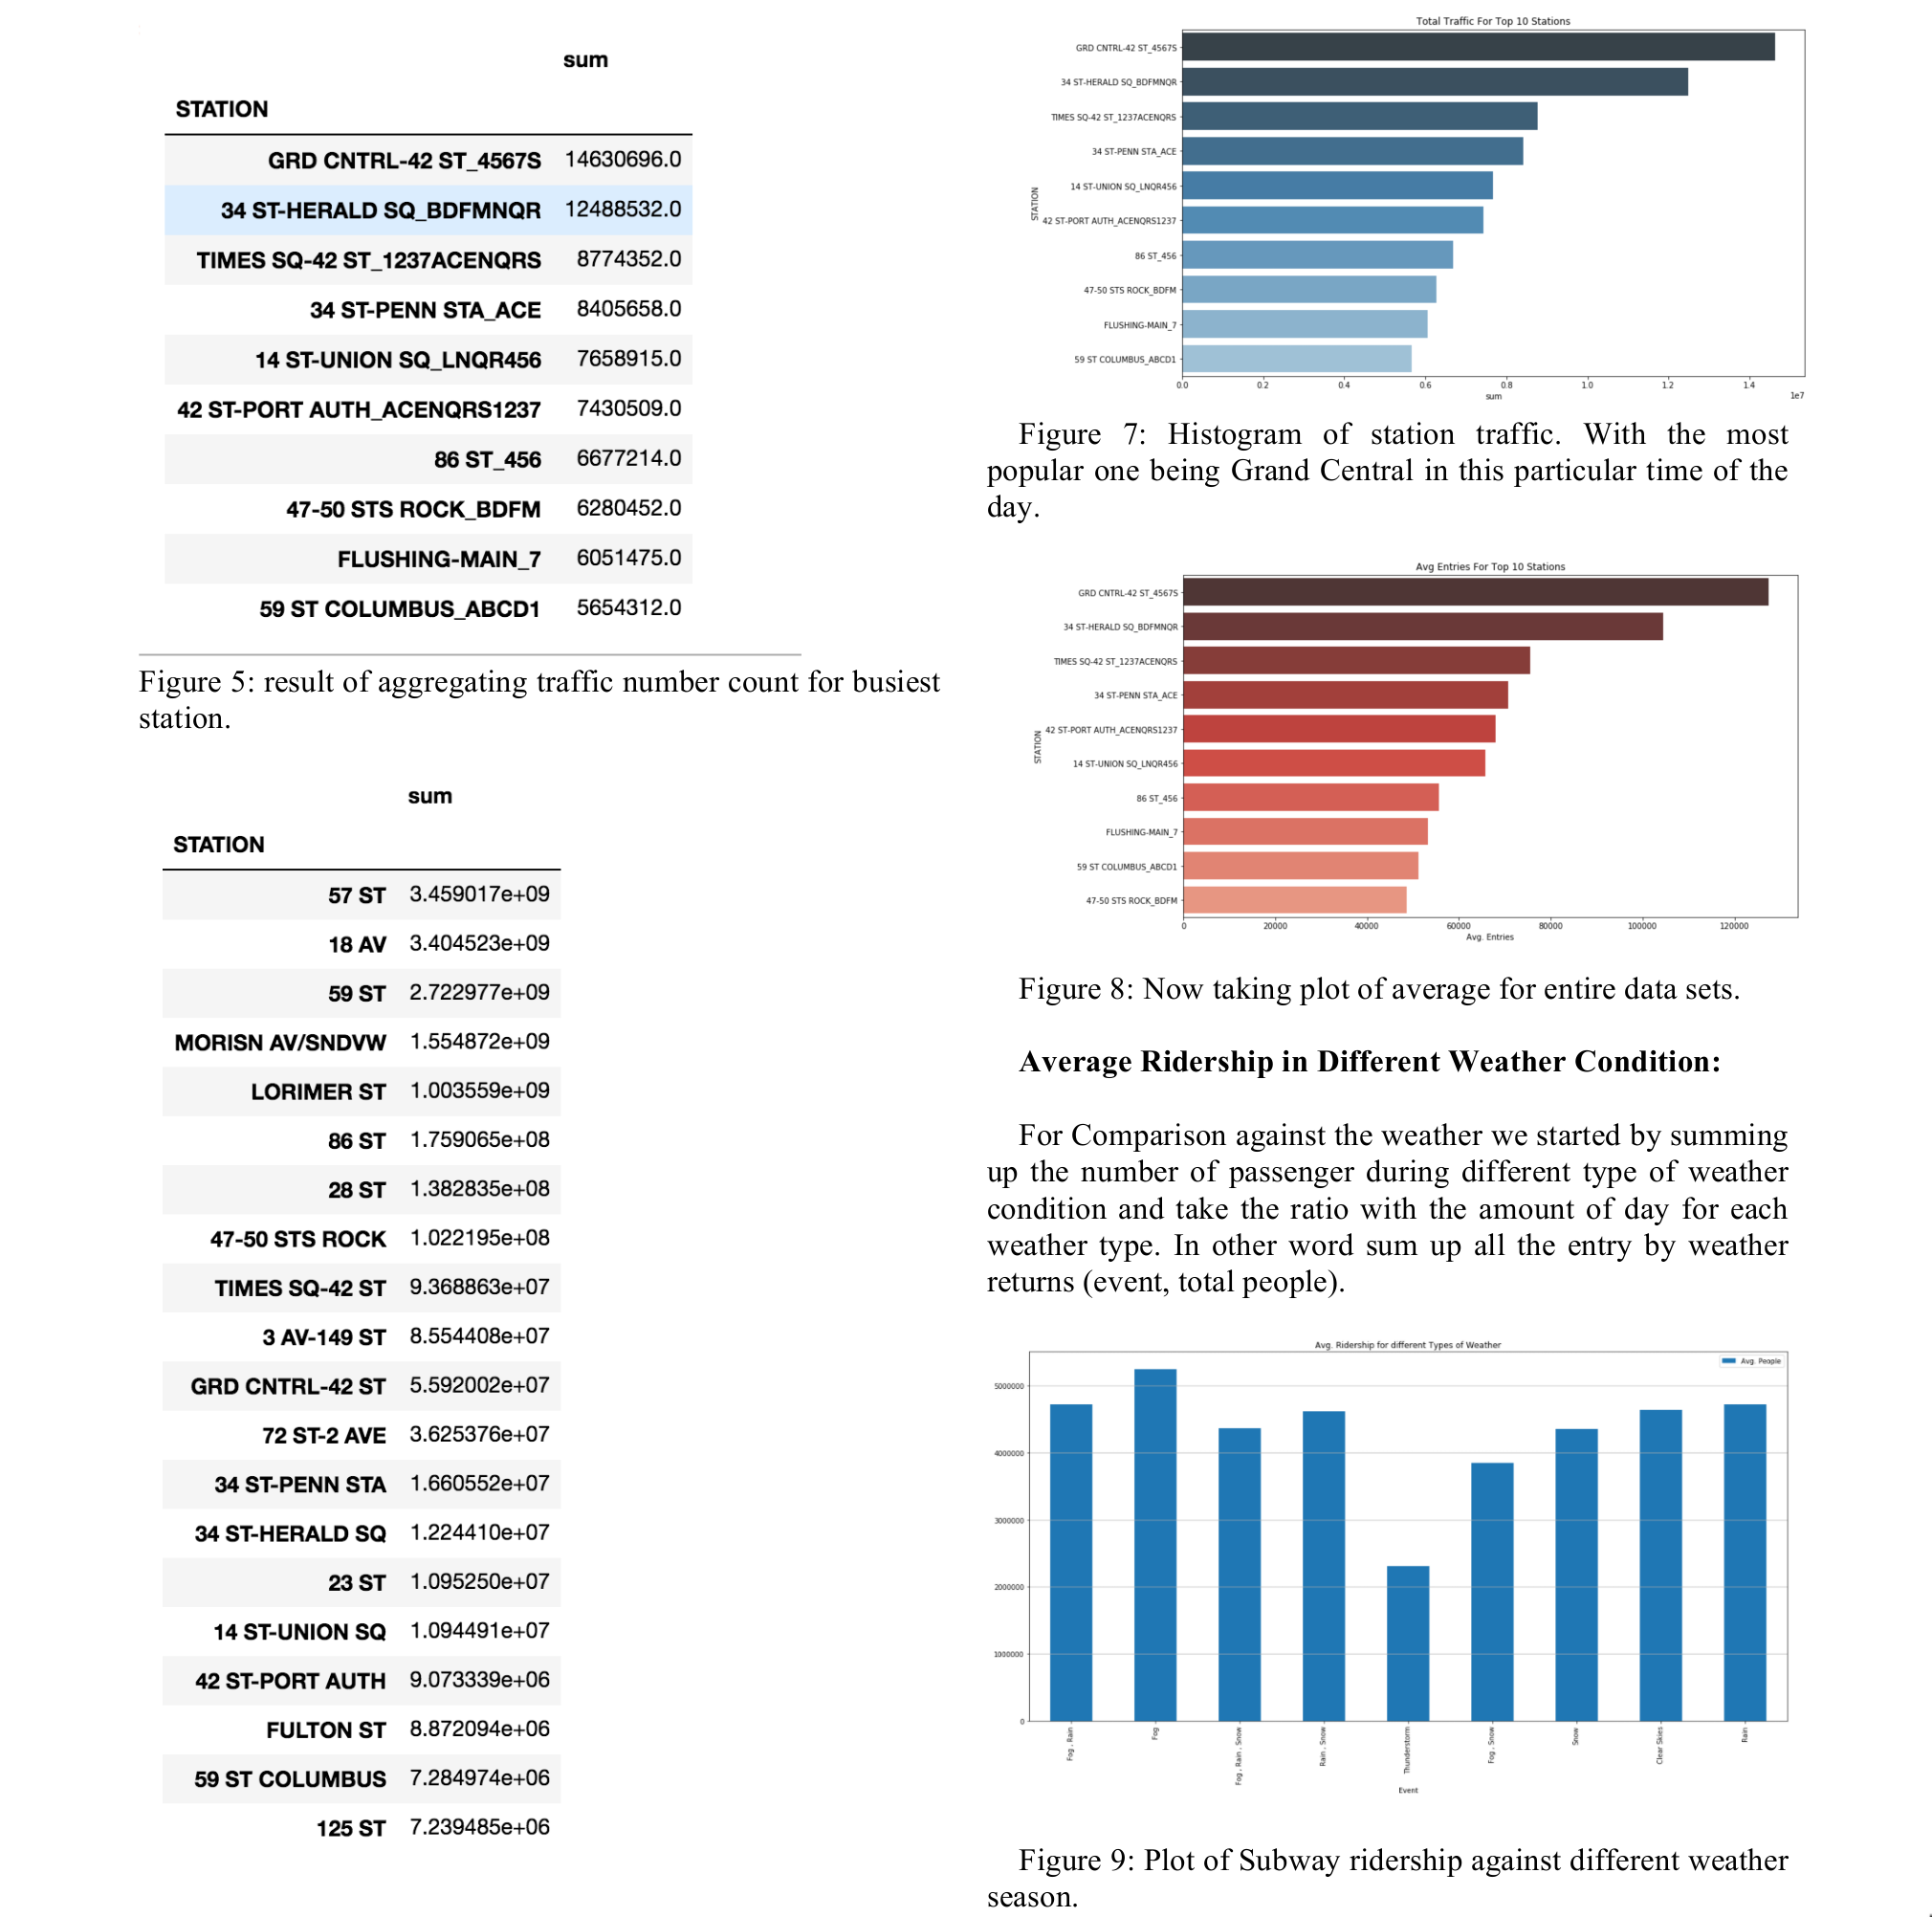 sum
STATION
GRD CNTRL-42 ST_4567S 14630696.0
34 ST-HERALD SQ_BDFMNQR 12488532.0
TIMES SQ-42 ST_1237ACENQRS 8774352.0
34 ST-PENN STA_ACE 8405658.0
14 ST-UNION SQ_LNQR456 7658915.0
42 ST-PORT AUTH_ACENQRS1237 7430509.0
86 ST_456 6677214.0
47-50 STS ROCK_BDFM 6280452.0
FLUSHING-MAIN_7 6051475.0
59 ST COLUMBUS_ABCD1 5654312.0
Figure 5: result of aggregating traffic number count for busiest
station.
sum
STATION
57 ST 3.459017e+09
18 AV 3.404523e+09
59 ST 2.722977e+09
MORISN AV/SNDVW 1.554872e+09
LORIMER ST 1.003559e+09
86 ST 1.759065e+08
28 ST 1.382835e+08
47-50 STS ROCK 1.022195e+08
TIMES SQ-42 ST 9.368863e+07
3 AV-149 ST 8.554408e+07
GRD CNTRL-42 ST 5.592002e+07
72 ST-2 AVE 3.625376e+07
34 ST-PENN STA 1.660552e+07
34 ST-HERALD SQ 1.224410e+07
23 ST 1.095250e+07
14 ST-UNION SQ 1.094491e+07
42 ST-PORT AUTH 9.073339e+06
FULTON ST 8.872094e+06
59 ST COLUMBUS 7.284974e+06
125 ST 7.239485e+06
Total Traffic For Top 10 Stations
STATION
GRD CNTRL-42 ST_4567S
34 ST-HERALD SQ_BDFMNQR
TIMES SQ-42 ST_1237ACENQRS
34 ST-PENN STA_ACE
14 ST-UNION SQ_LNQR456
42 ST-PORT AUTH_ACENQRS1237
86 ST_456
47-50 STS ROCK_BDFM
FLUSHING-MAIN_7
59 ST COLUMBUS_ABCD1
0.0 0.2 0.4 0.6 0.8 1.0 1.2 1.4
sum
1e7
Figure 7: Histogram of station traffic. With the most
popular one being Grand Central in this particular time of the
day.
Avg Entries For Top 10 Stations
STATION
GRD CNTRL-42 ST_4567S
34 ST-HERALD SQ_BDFMNQR
TIMES SQ-42 ST_1237ACENQRS
34 ST-PENN STA_ACE
42 ST-PORT AUTH_ACENQRS1237
14 ST-UNION SQ_LNQR456
86 ST_456
FLUSHING-MAIN_7
59 ST COLUMBUS_ABCD1
47-50 STS ROCK_BDFM
0 20000 40000 60000 80000 100000 120000
Avg. Entries
Figure 8: Now taking plot of average for entire data sets.
Average Ridership in Different Weather Condition:
For Comparison against the weather we started by summing
up the number of passenger during different type of weather
condition and take the ratio with the amount of day for each
weather type. In other word sum up all the entry by weather
returns (event, total people).
Avg. Ridership for different Types of Weather
Avg. People
5000000
4000000
3000000
2000000
1000000
0
Fog , Rain
Fog
Fog , Rain , Snow
Rain , Snow
Thunderstorm
Fog , Snow
Snow
Clear Skies
Rain
Event
Figure 9: Plot of Subway ridership against different weather
season.